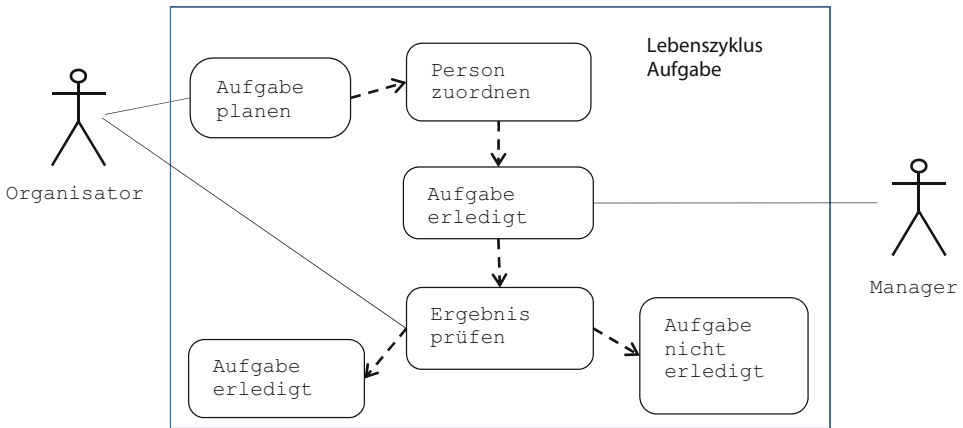 Lebenszyklus
Aufgabe
Person
zuordnen
Aufgabe
planen
Organisator
Aufgabe
erledigt
Manager
Ergebnis
prüfen
Aufgabe
nicht
erledigt
Aufgabe
erledigt